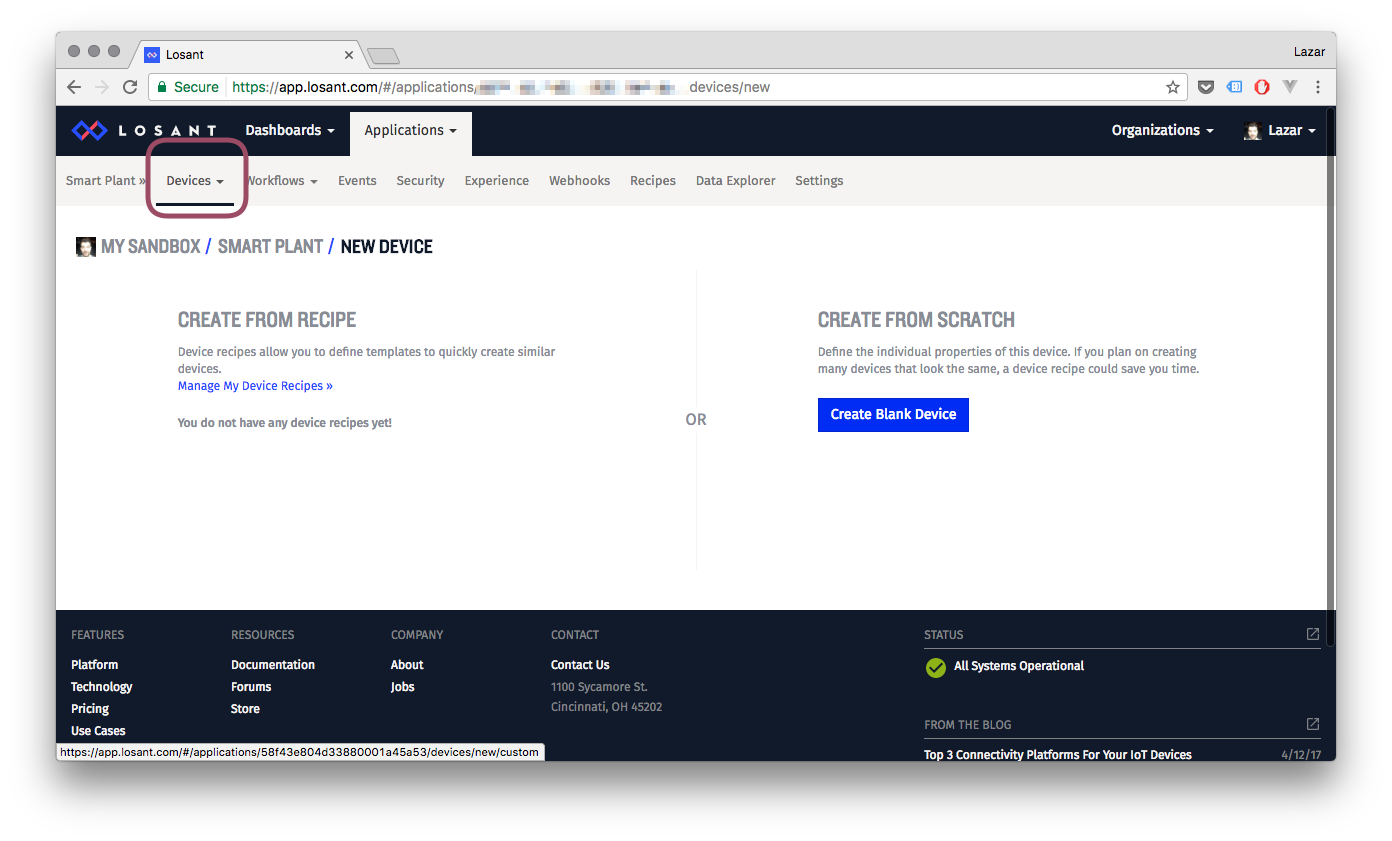 Losant
Lazar
Secure https://app.losant.com/#/applications/ devices/new
LOSANT Dashboards Applications Organizations Lazar
Smart Plant » Devices Workflows Events Security Experience Webhooks Recipes Data Explorer Settings
MY SANDBOX / SMART PLANT / NEW DEVICE
CREATE FROM RECIPE
Device recipes allow you to define templates to quickly create similar
devices.
Manage My Device Recipes »
You do not have any device recipes yet!
OR
CREATE FROM SCRATCH
Define the individual properties of this device. If you plan on creating
many devices that look the same, a device recipe could save you time.
Create Blank Device
FEATURES
Platform
Technology
Pricing
Use Cases
RESOURCES
Documentation
Forums
Store
COMPANY
About
Jobs
CONTACT
Contact Us
1100 Sycamore St.
Cincinnati, OH 45202
STATUS
All Systems Operational
FROM THE BLOG
Top 3 Connectivity Platforms For Your IoT Devices 4/12/17
https://app.losant.com/#/applications/58f43e804d33880001a45a53/devices/new/custom